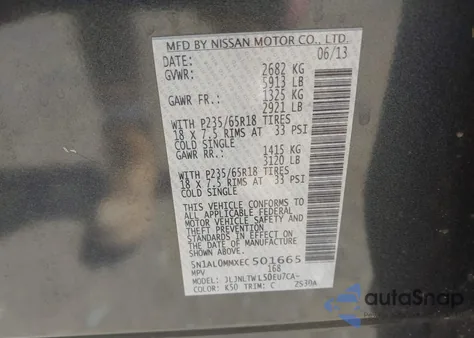 MFD BY NISSAN MOTOR CO., LTD.
DATE: 06/13
GVWR: 2682 KG
5913 LB
GAWR FR.: 1325 KG
2921 LB
WITH P235/65R18 TIRES
18 X 7.5 RIMS AT 33 PSI
COLD SINGLE
GAWR RR.: 1415 KG
3120 LB
WITH P235/65R18 TIRES
18 X 7.5 RIMS AT 33 PSI
COLD SINGLE
THIS VEHICLE CONFORMS TO
ALL APPLICABLE FEDERAL
MOTOR VEHICLE SAFETY AND
THEFT PREVENTION
STANDARDS IN EFFECT ON
THE DATE OF MANUFACTURE
SHOWN ABOVE.
5N1AL0MMXEC501665
MPV 168
MODEL: JLJNLTWL50EU7CA-
COLOR: K50 TRIM: C 2539A
autoSnap